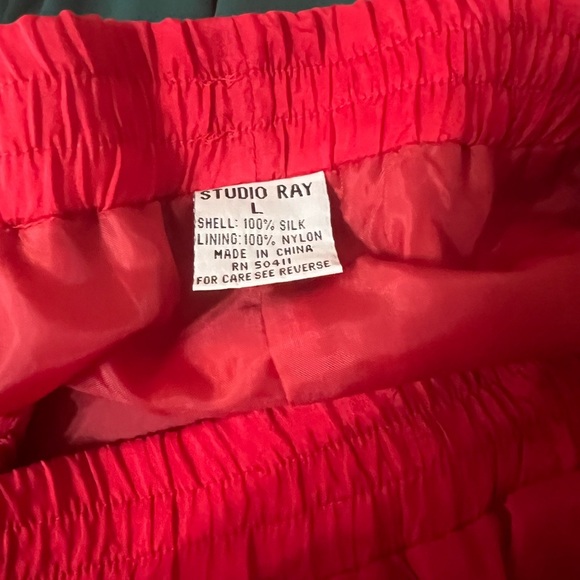 STUDIO RAY
L
SHELL: 100% SILK
LINING: 100% NYLON
MADE IN CHINA
RN 50411
FOR CARE SEE REVERSE